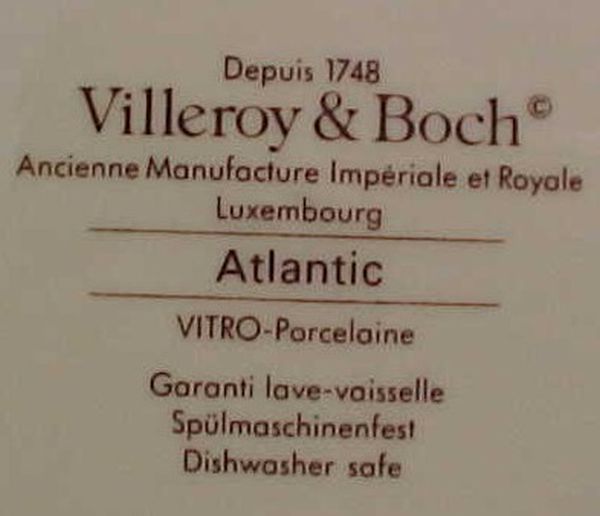 Depuis 1748
Villeroy & Boch©
Ancienne Manufacture Impériale et Royale
Luxembourg
Atlantic
VITRO-Porcelaine
Garanti lave-vaisselle
Spülmaschinenfest
Dishwasher safe